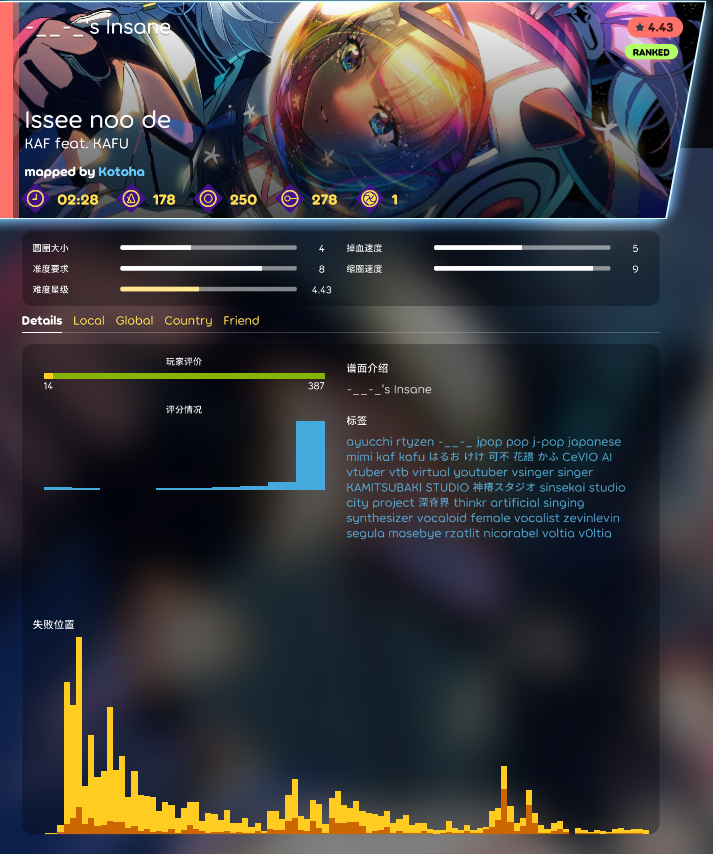 -__-_'s Insane
4.43
RANKED
Issee noo de
KAF feat. KAFU
mapped by Kotoha
02:28 178 250 278 1
圆圈大小 4 掉血速度 5
准度要求 8 缩圈速度 9
难度星级 4.43
Details Local Global Country Friend
玩家评价
14 387
评分情况
谱面介绍
-__-_'s Insane
标签
ayucchi rtyzen -__-_ jpop pop j-pop japanese
mimi kaf kafu はるお けけ 可不 花譜 かふ CeVIO AI
vtuber vtb virtual youtuber vsinger singer
KAMITSUBAKI STUDIO 神椿スタジオ sinsekai studio
city project 深脊界 thinkr artificial singing
synthesizer vocaloid female vocalist zevinlevin
segula mosebye rzatlit nicorabel voltia v0ltia
失败位置